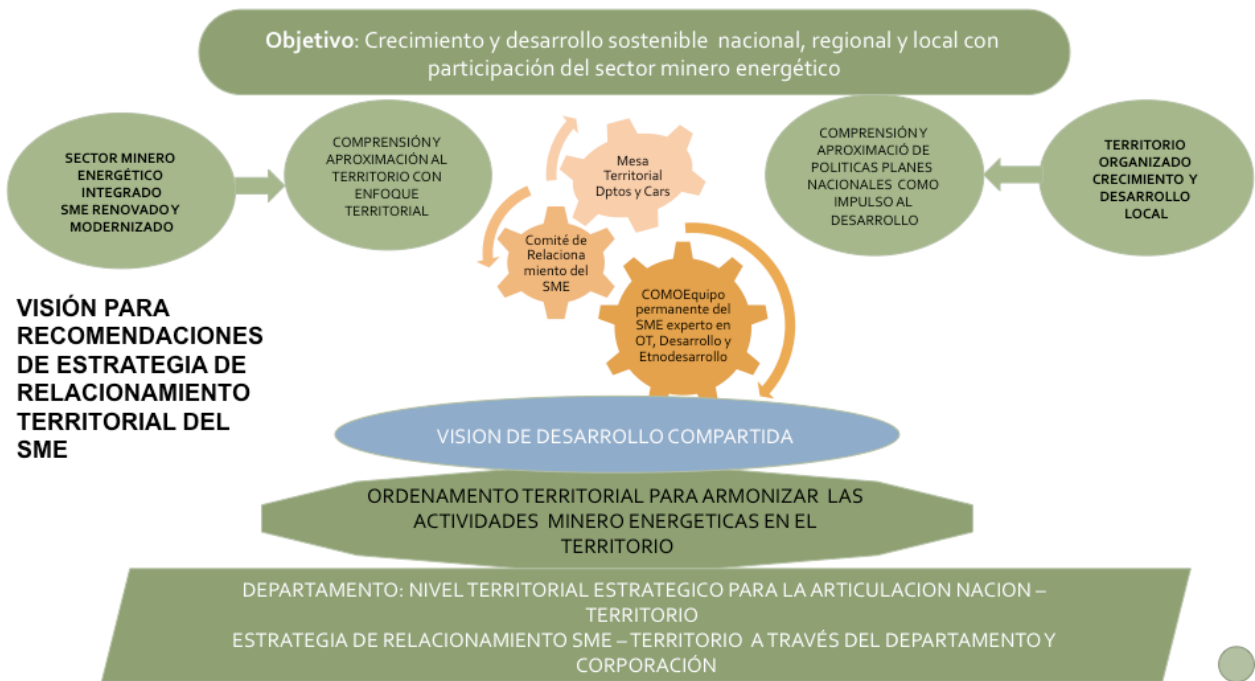 Objetivo: Crecimiento y desarrollo sostenible nacional, regional y local con
participación del sector minero energético
SECTOR MINERO
ENERGÉTICO
INTEGRADO
SME RENOVADO Y
MODERNIZADO
COMPRENSIÓN Y
APROXIMACIÓN AL
TERRITORIO CON
ENFOQUE
TERRITORIAL
Mesa
Territorial
Dptos y Cars
COMPRENSIÓN Y
APROXIMACIÓ DE
POLITICAS PLANES
NACIONALES COMO
IMPULSO AL
DESARROLLO
TERRITORIO
ORGANIZADO
CRECIMIENTO Y
DESARROLLO
LOCAL
Comité de
Relaciona
miento del
SME
COMOEquipo
permanente del
SME experto en
OT, Desarrollo y
Etnodesarrollo
VISIÓN PARA
RECOMENDACIONES
DE ESTRATEGIA DE
RELACIONAMIENTO
TERRITORIAL DEL
SME
VISION DE DESARROLLO COMPARTIDA
ORDENAMENTO TERRITORIAL PARA ARMONIZAR LAS
ACTIVIDADES MINERO ENERGETICAS EN EL
TERRITORIO
DEPARTAMENTO: NIVEL TERRITORIAL ESTRATEGICO PARA LA ARTICULACION NACION –
TERRITORIO
ESTRATEGIA DE RELACIONAMIENTO SME – TERRITORIO A TRAVÉS DEL DEPARTAMENTO Y
CORPORACIÓN